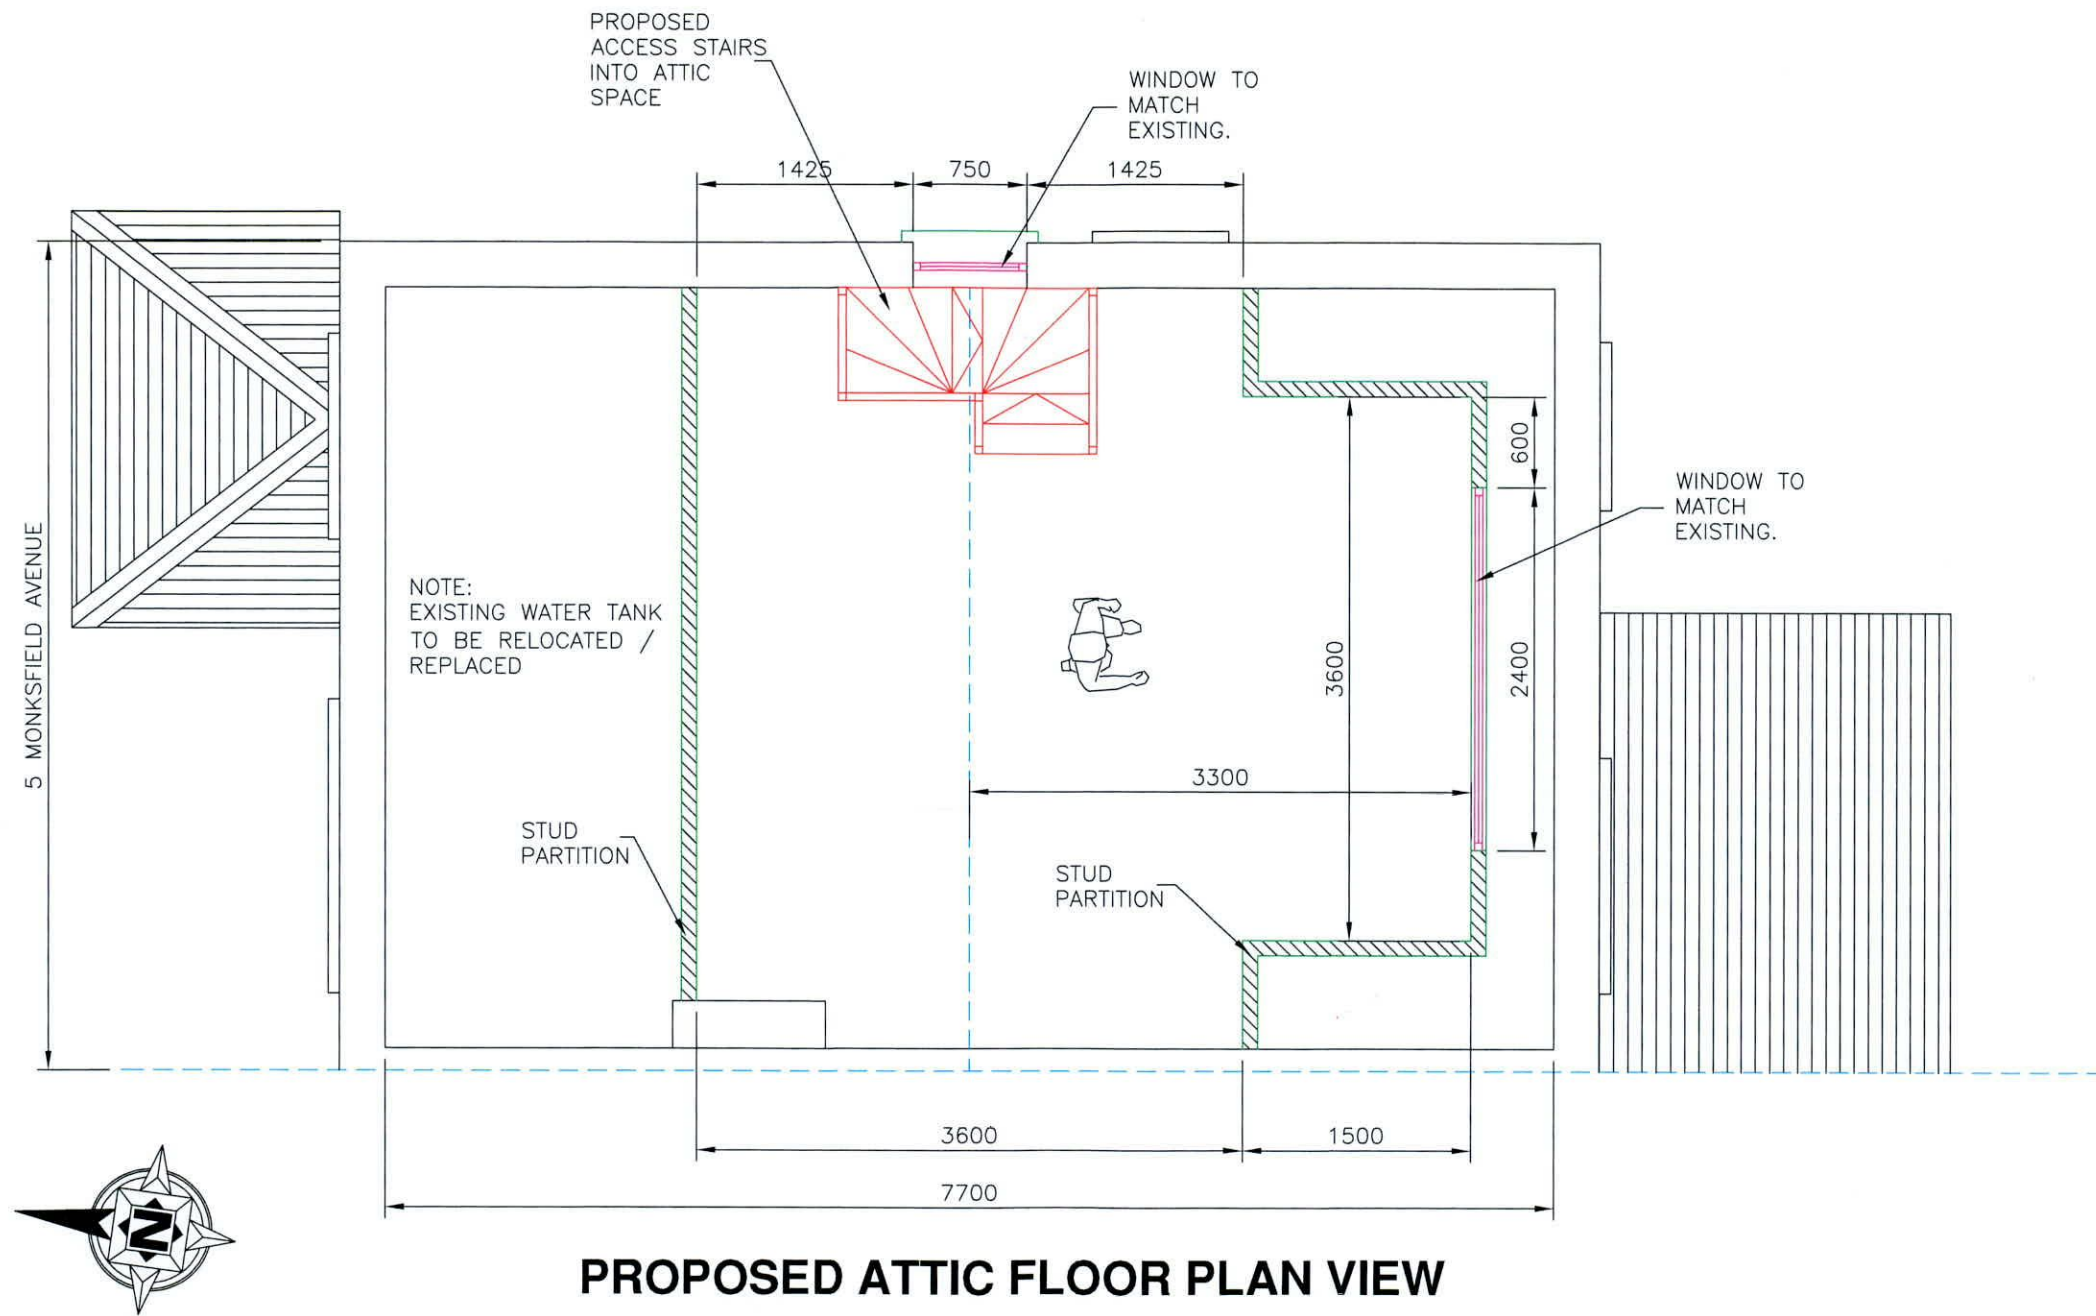 PROPOSED
ACCESS STAIRS
INTO ATTIC
SPACE
WINDOW TO
MATCH
EXISTING.
1425
750
1425
600
WINDOW TO
MATCH
EXISTING.
5 MONKSFIELD AVENUE
NOTE:
EXISTING WATER TANK
TO BE RELOCATED /
REPLACED
3600
2400
3300
STUD
PARTITION
STUD
PARTITION
3600
1500
7700
N
PROPOSED ATTIC FLOOR PLAN VIEW